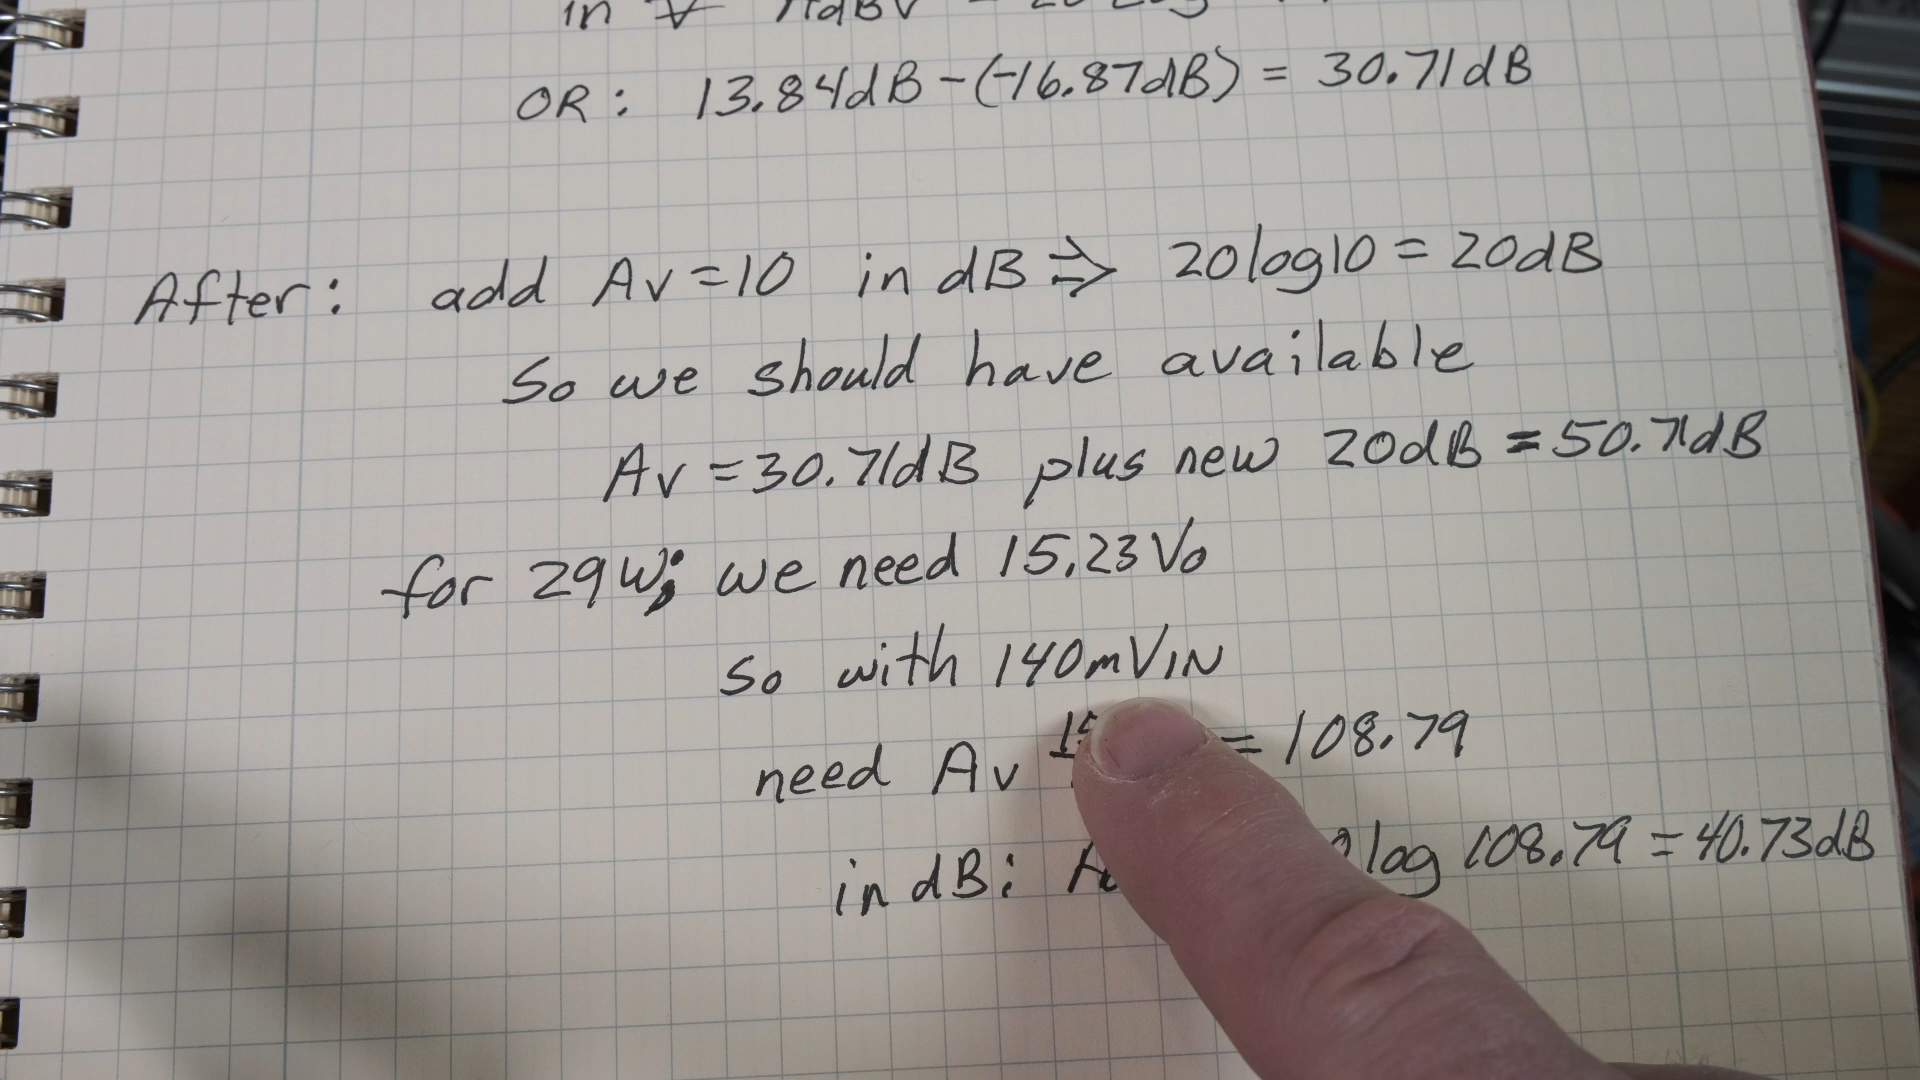 in V
OR: 13.84dB-(-16.87dB) = 30.71dB
After: add Av=10 in dB ⇒ 20log10 = 20dB
So we should have available
Av=30.71dB plus new 20dB = 50.71dB
for 29W; we need 15.23Vo
so with 140mVIN
need Av = 108.79
in dB: log 108.79 = 40.73dB